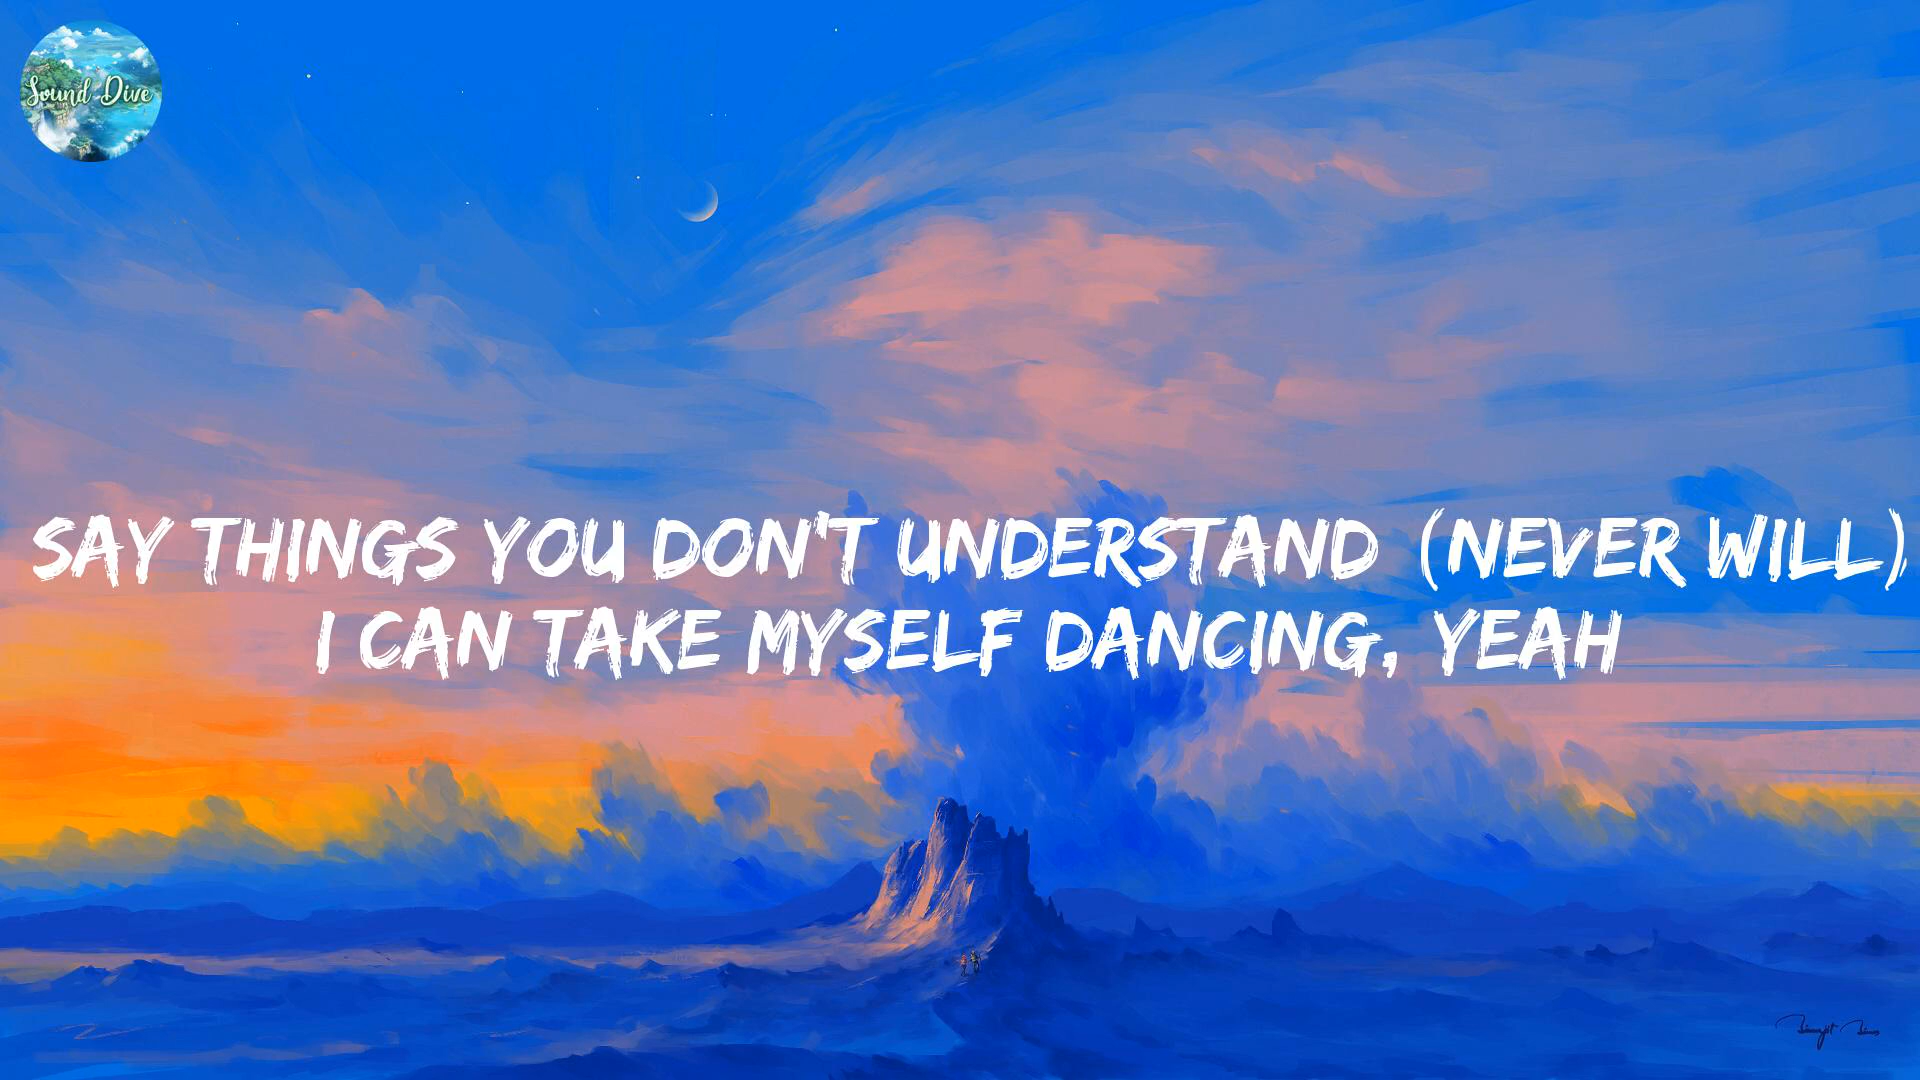 Sound Dive
SAY THINGS YOU DON'T UNDERSTAND (NEVER WILL)
I CAN TAKE MYSELF DANCING, YEAH